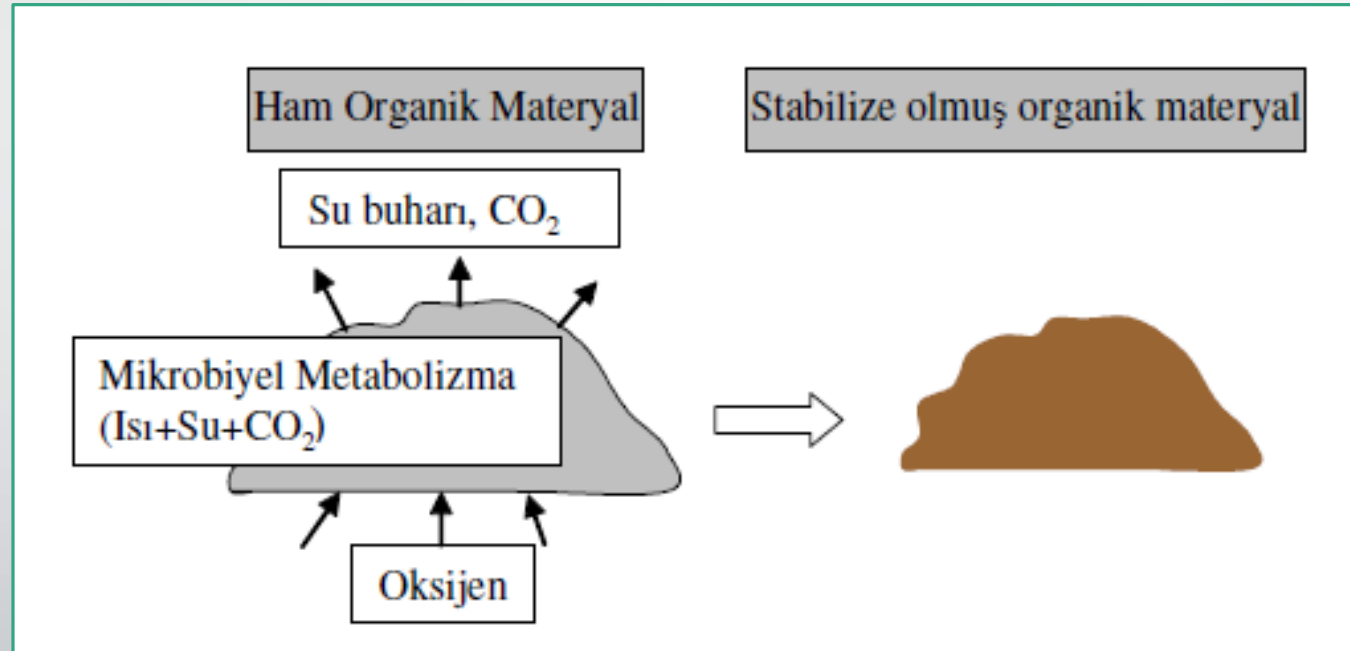 Ham Organik Materyal
Stabilize olmuş organik materyal
Su buharı, CO₂
Mikrobiyel Metabolizma
(Isı+Su+CO₂)
Oksijen